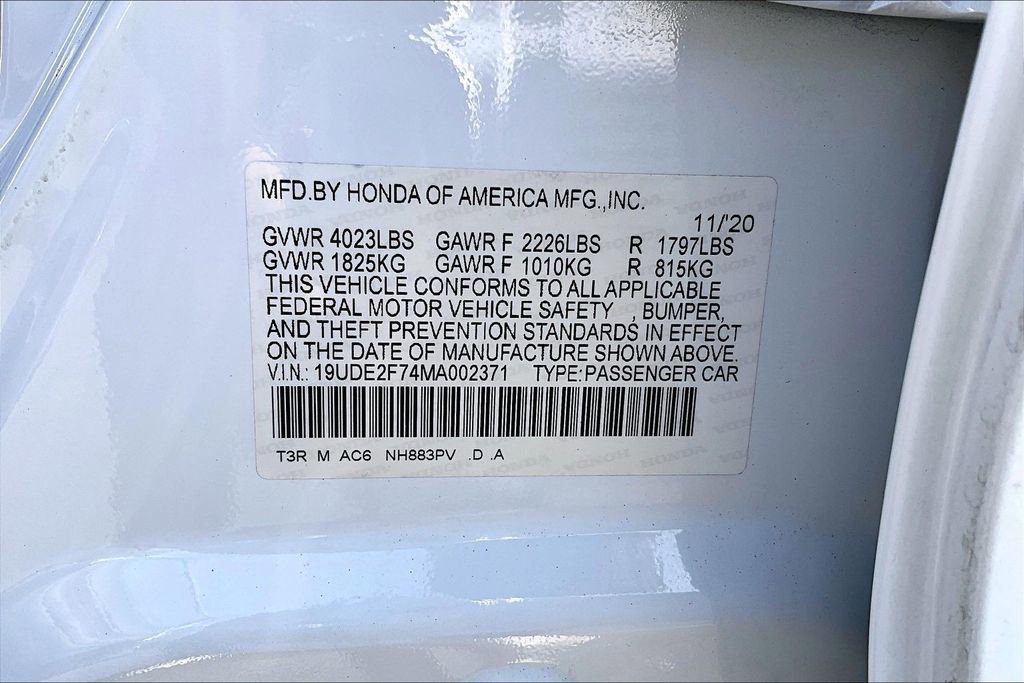 MFD.BY HONDA OF AMERICA MFG.,INC.
11/'20
GVWR 4023LBS GAWR F 2226LBS R 1797LBS
GVWR 1825KG GAWR F 1010KG R 815KG
THIS VEHICLE CONFORMS TO ALL APPLICABLE
FEDERAL MOTOR VEHICLE SAFETY , BUMPER,
AND THEFT PREVENTION STANDARDS IN EFFECT
ON THE DATE OF MANUFACTURE SHOWN ABOVE.
V.I.N.: 19UDE2F74MA002371 TYPE:PASSENGER CAR
T3R M AC6 NH883PV .D .A